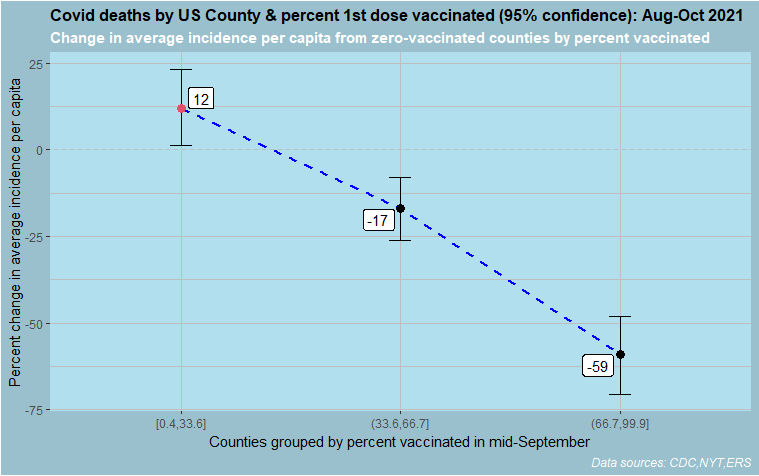 Covid deaths by US County & percent 1st dose vaccinated (95% confidence): Aug-Oct 2021
Change in average incidence per capita from zero-vaccinated counties by percent vaccinated
Percent change in average incidence per capita
25
0
-25
-50
-75
12
-17
-59
[0.4,33.6]
(33.6,66.7]
(66.7,99.9]
Counties grouped by percent vaccinated in mid-September
Data sources: CDC,NYT,ERS